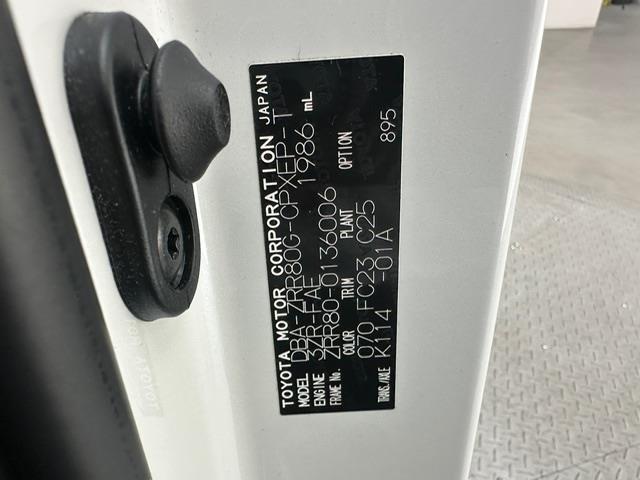 TOYOTA MOTOR CORPORATION JAPAN
MODEL DBA-ZRR80G-CPXEP-T
ENGINE 3ZR-FAE 1986 mL
FRAME No. ZRR80-0136006
COLOR TRIM PLANT OPTION
070 FC23 C25 895
TRANS./AXLE K114 -01A